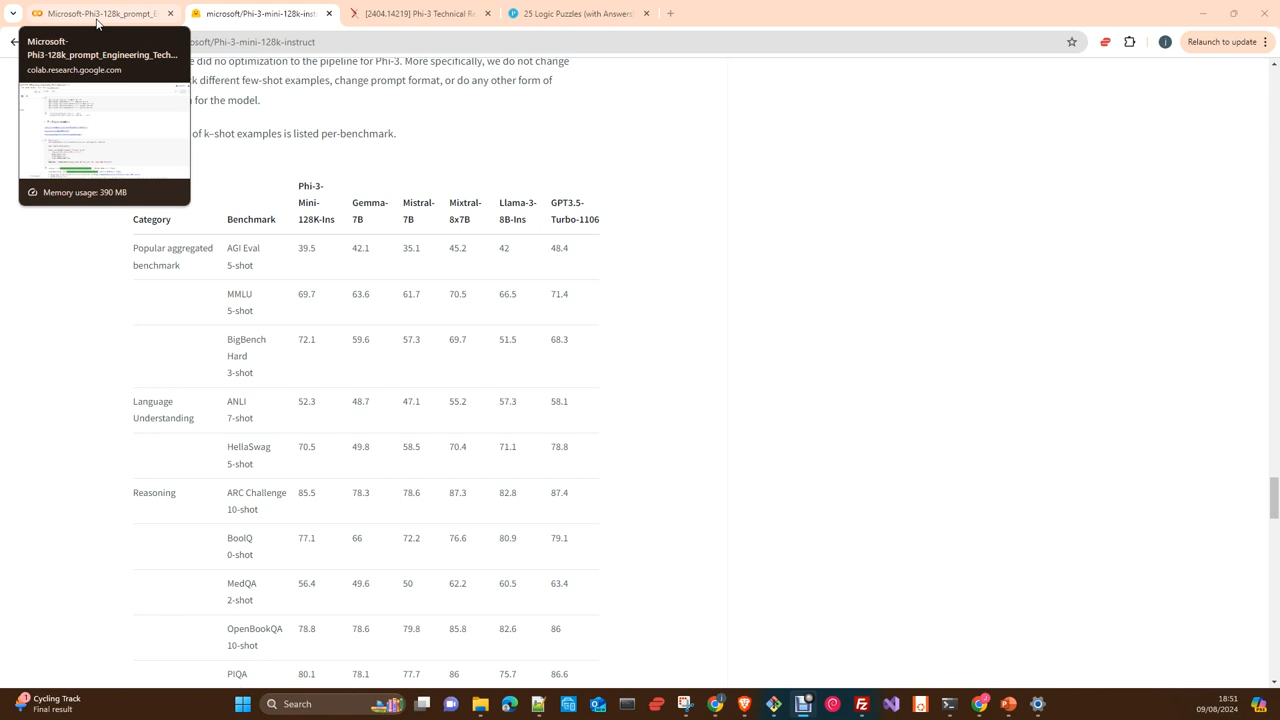 Microsoft-Phi3-128k_prompt_E
microsoft/Phi-3-mini-128k-inst
[2404.14219] Phi-3 Technical R
25 Logic Puzzles (with Answers)
Microsoft-
Phi3-128k_prompt_Engineering_Tech...
colab.research.google.com
Memory usage: 390 MB
osoft/Phi-3-mini-128k-instruct
Relaunch to update
e did no optimization to the pipeline for Phi-3. More specifically, we do not change
k different few-shot examples, change prompt format, or do any other form of
n for the model.
of k–shot examples is listed per-benchmark.
Category Benchmark Phi-3-Mini-128K-Ins Gemma-7B Mistral-7B Mixtral-8x7B Llama-3-8B-Ins GPT3.5-Turbo-1106
Popular aggregated benchmark AGI Eval 5-shot 39.5 42.1 35.1 45.2 42 48.4
MMLU 5-shot 69.7 63.6 61.7 70.5 66.5 71.4
BigBench Hard 3-shot 72.1 59.6 57.3 69.7 51.5 68.3
Language Understanding ANLI 7-shot 52.3 48.7 47.1 55.2 57.3 58.1
HellaSwag 5-shot 70.5 49.8 58.5 70.4 71.1 78.8
Reasoning ARC Challenge 10-shot 85.5 78.3 78.6 87.3 82.8 87.4
BoolQ 0-shot 77.1 66 72.2 76.6 80.9 79.1
MedQA 2-shot 56.4 49.6 50 62.2 60.5 63.4
OpenBookQA 10-shot 78.8 78.6 79.8 85.8 82.6 86
PIQA 80.1 78.1 77.7 86 75.7 86.6
Cycling Track
Final result
Search
18:51
09/08/2024